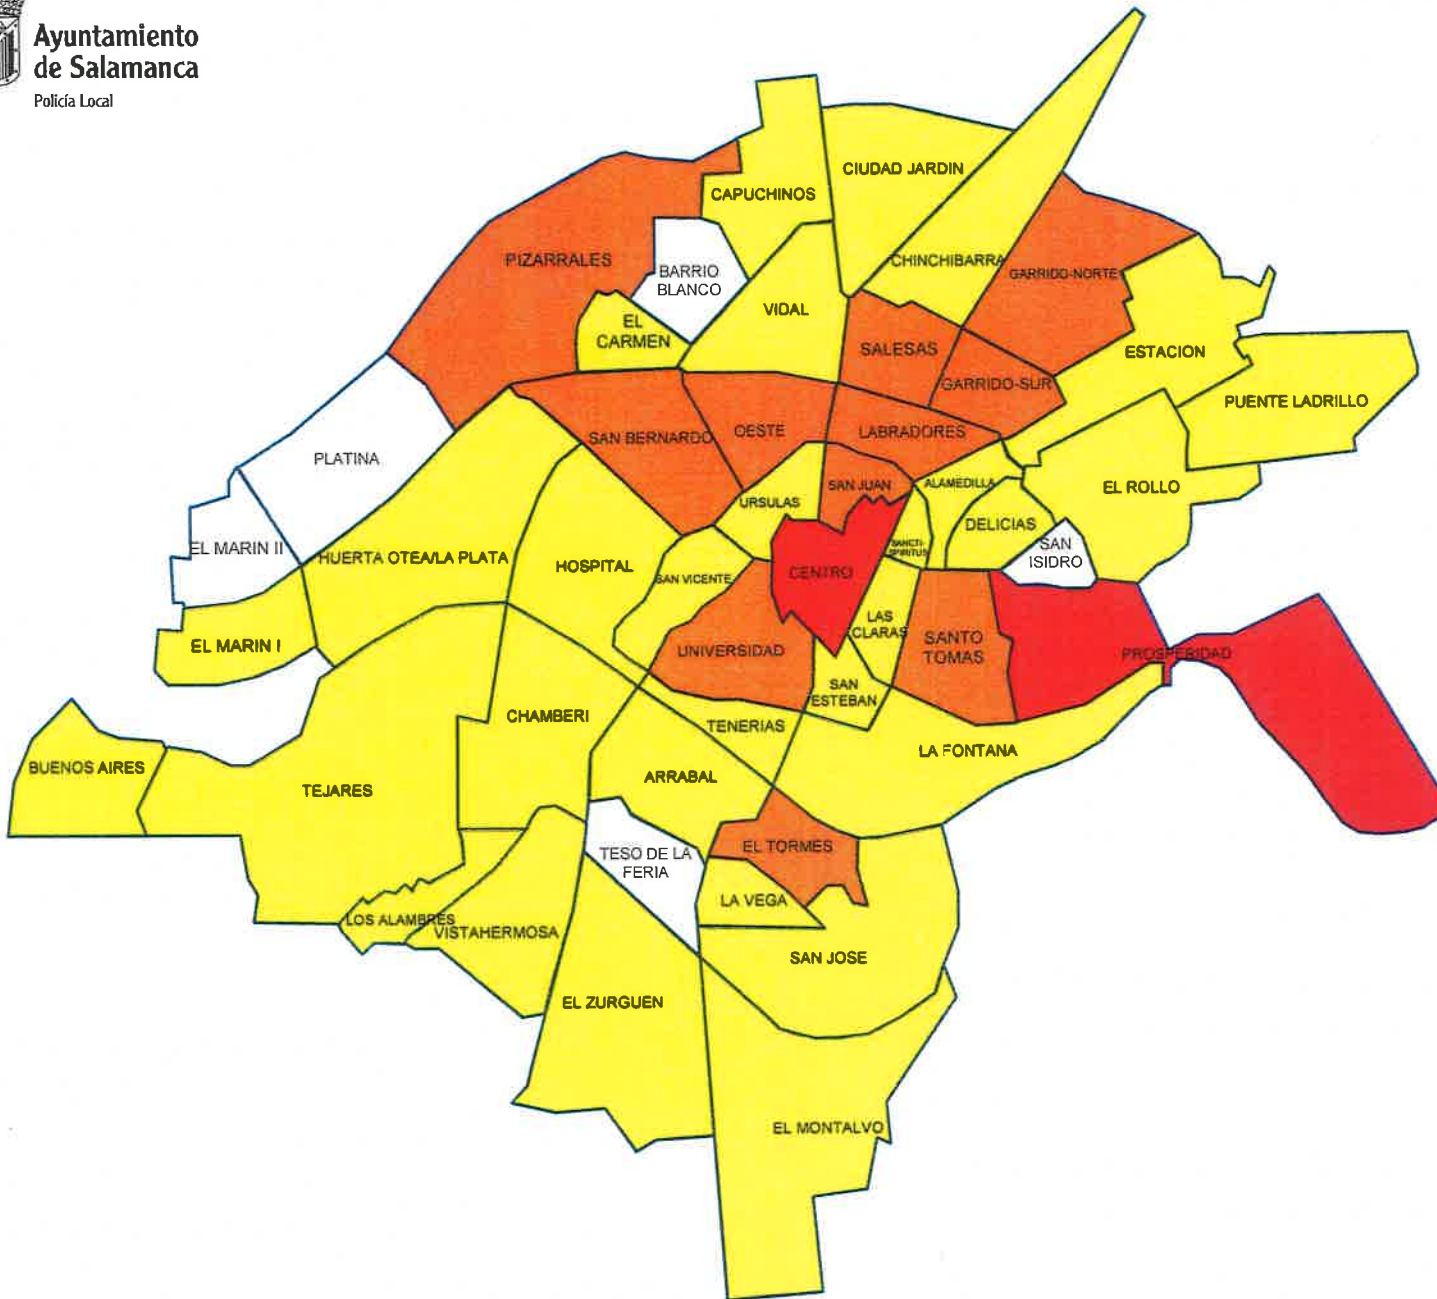 Ayuntamiento
de Salamanca
Policía Local
CIUDAD JARDIN
CAPUCHINOS
PIZARRALES
BARRIO
BLANCO
CHINCHIBARRA
GARRIDO-NORTE
VIDAL
EL
CARMEN
SALESAS
ESTACION
GARRIDO-SUR
PUENTE LADRILLO
SAN BERNARDO
OESTE
LABRADORES
PLATINA
URSULAS
SAN JUAN
ALAMEDILLA
EL ROLLO
DELICIAS
EL MARIN II
HUERTA OTEA/LA PLATA
HOSPITAL
SANCTI-
SPIRITUS
SAN
ISIDRO
SAN VICENTE
CENTRO
EL MARIN I
UNIVERSIDAD
LAS
CLARAS
SANTO
TOMAS
PROSPERIDAD
SAN
ESTEBAN
CHAMBERI
TENERIAS
LA FONTANA
BUENOS AIRES
TEJARES
ARRABAL
TESO DE LA
FERIA
EL TORMES
LA VEGA
LOS ALAMBRES
VISTAHERMOSA
SAN JOSE
EL ZURGUEN
EL MONTALVO